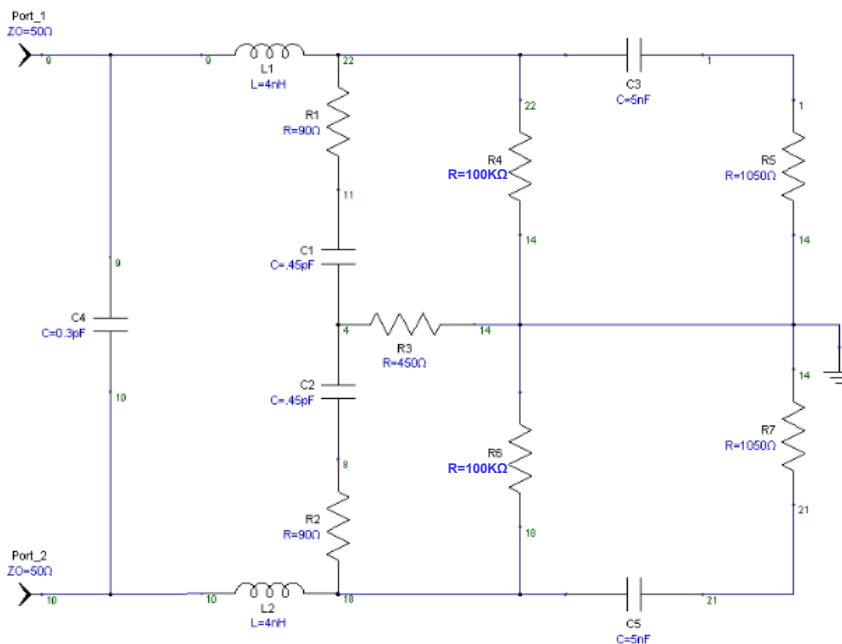 Port_1
ZO=50Ω
9
9
L1
L=4nH
22
C3
C=5nF
1
R1
R=90Ω
22
1
R4
R=100KΩ
R5
R=1050Ω
11
14
14
C1
C=.45pF
9
C4
C=0.3pF
4
R3
R=450Ω
14
C2
C=.45pF
10
14
R6
R=100KΩ
R7
R=1050Ω
8
R2
R=90Ω
18
21
Port_2
ZO=50Ω
10
10
L2
L=4nH
18
C5
C=5nF
21